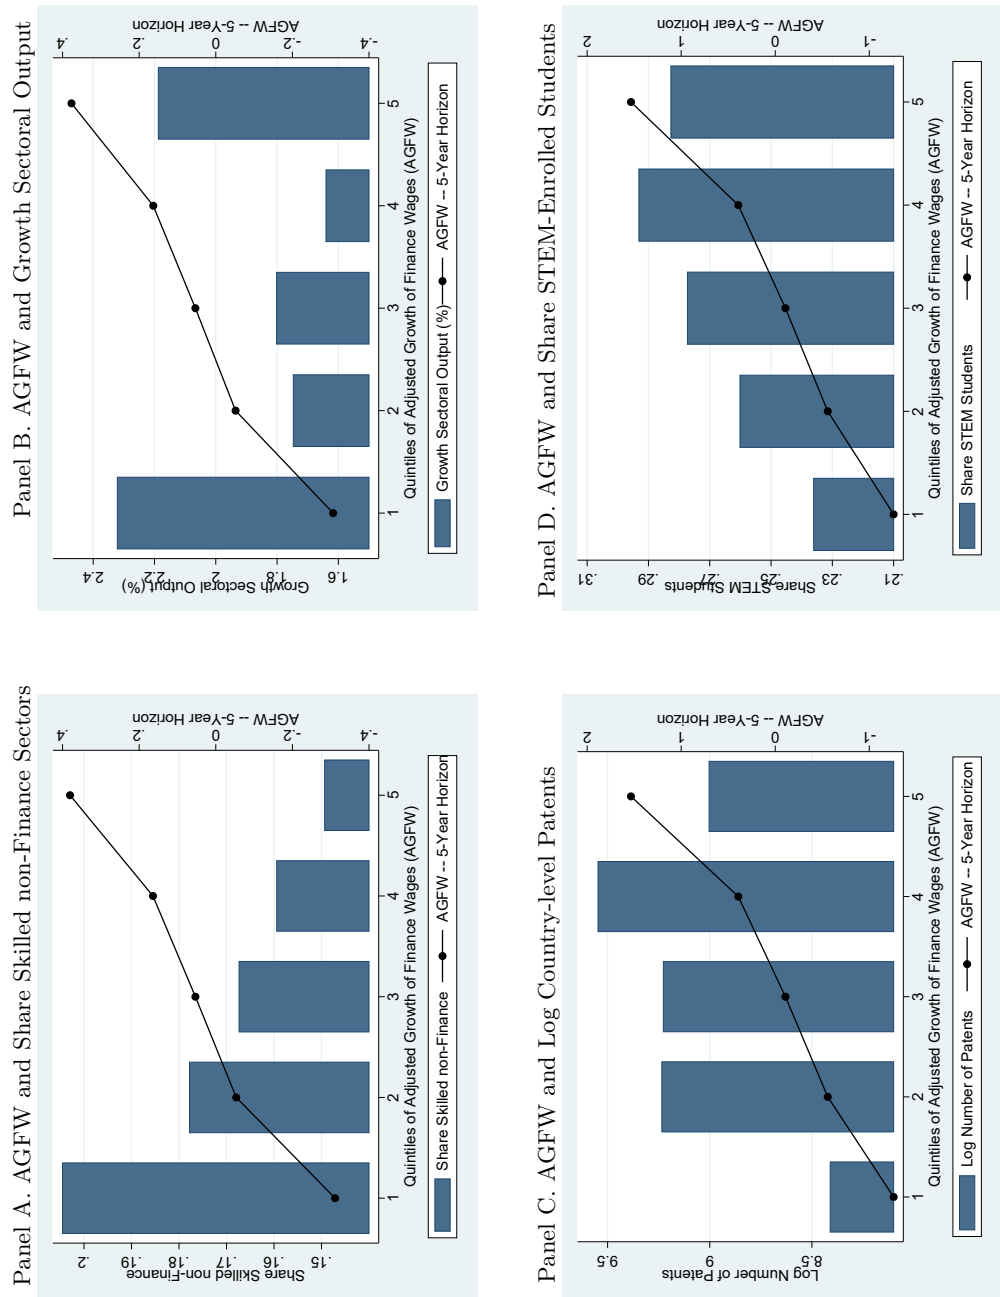 Panel A. AGFW and Share Skilled non-Finance Sectors
Share Skilled non-Finance
.2
.19
.18
.17
.16
.15
AGFW -- 5-Year Horizon
.4
.2
0
-.2
-.4
1 2 3 4 5
Quintiles of Adjusted Growth of Finance Wages (AGFW)
Share Skilled non-Finance AGFW -- 5-Year Horizon
Panel B. AGFW and Growth Sectoral Output
Growth Sectoral Output (%)
2.4
2.2
2
1.8
1.6
AGFW -- 5-Year Horizon
.4
.2
0
-.2
-.4
1 2 3 4 5
Quintiles of Adjusted Growth of Finance Wages (AGFW)
Growth Sectoral Output (%) AGFW -- 5-Year Horizon
Panel C. AGFW and Log Country-level Patents
Log Number of Patents
9.5
9
8.5
AGFW -- 5-Year Horizon
2
1
0
-1
1 2 3 4 5
Quintiles of Adjusted Growth of Finance Wages (AGFW)
Log Number of Patents AGFW -- 5-Year Horizon
Panel D. AGFW and Share STEM-Enrolled Students
Share STEM Students
.31
.29
.27
.25
.23
.21
AGFW -- 5-Year Horizon
2
1
0
-1
1 2 3 4 5
Quintiles of Adjusted Growth of Finance Wages (AGFW)
Share STEM Students AGFW -- 5-Year Horizon